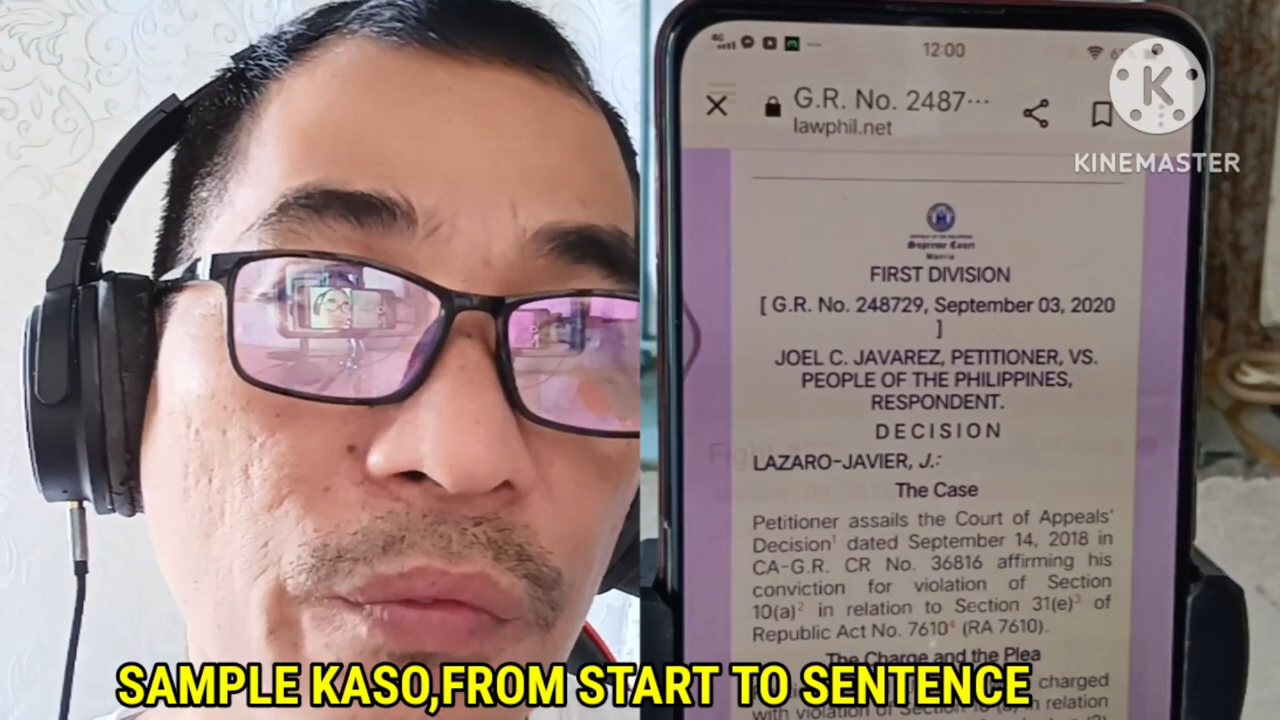 4G
12:00
G.R. No. 2487...
lawphil.net
KINEMASTER
Supreme Court
Manila
FIRST DIVISION
[ G.R. No. 248729, September 03, 2020
]
JOEL C. JAVAREZ, PETITIONER, VS.
PEOPLE OF THE PHILIPPINES,
RESPONDENT.
DECISION
LAZARO-JAVIER, J.:
The Case
Petitioner assails the Court of Appeals'
Decision1 dated September 14, 2018 in
CA-G.R. CR No. 36816 affirming his
conviction for violation of Section
10(a)2 in relation to Section 31(e)3 of
Republic Act No. 76104 (RA 7610).
The Charge and the Plea
charged
with violation of Section in relation
SAMPLE KASO,FROM START TO SENTENCE